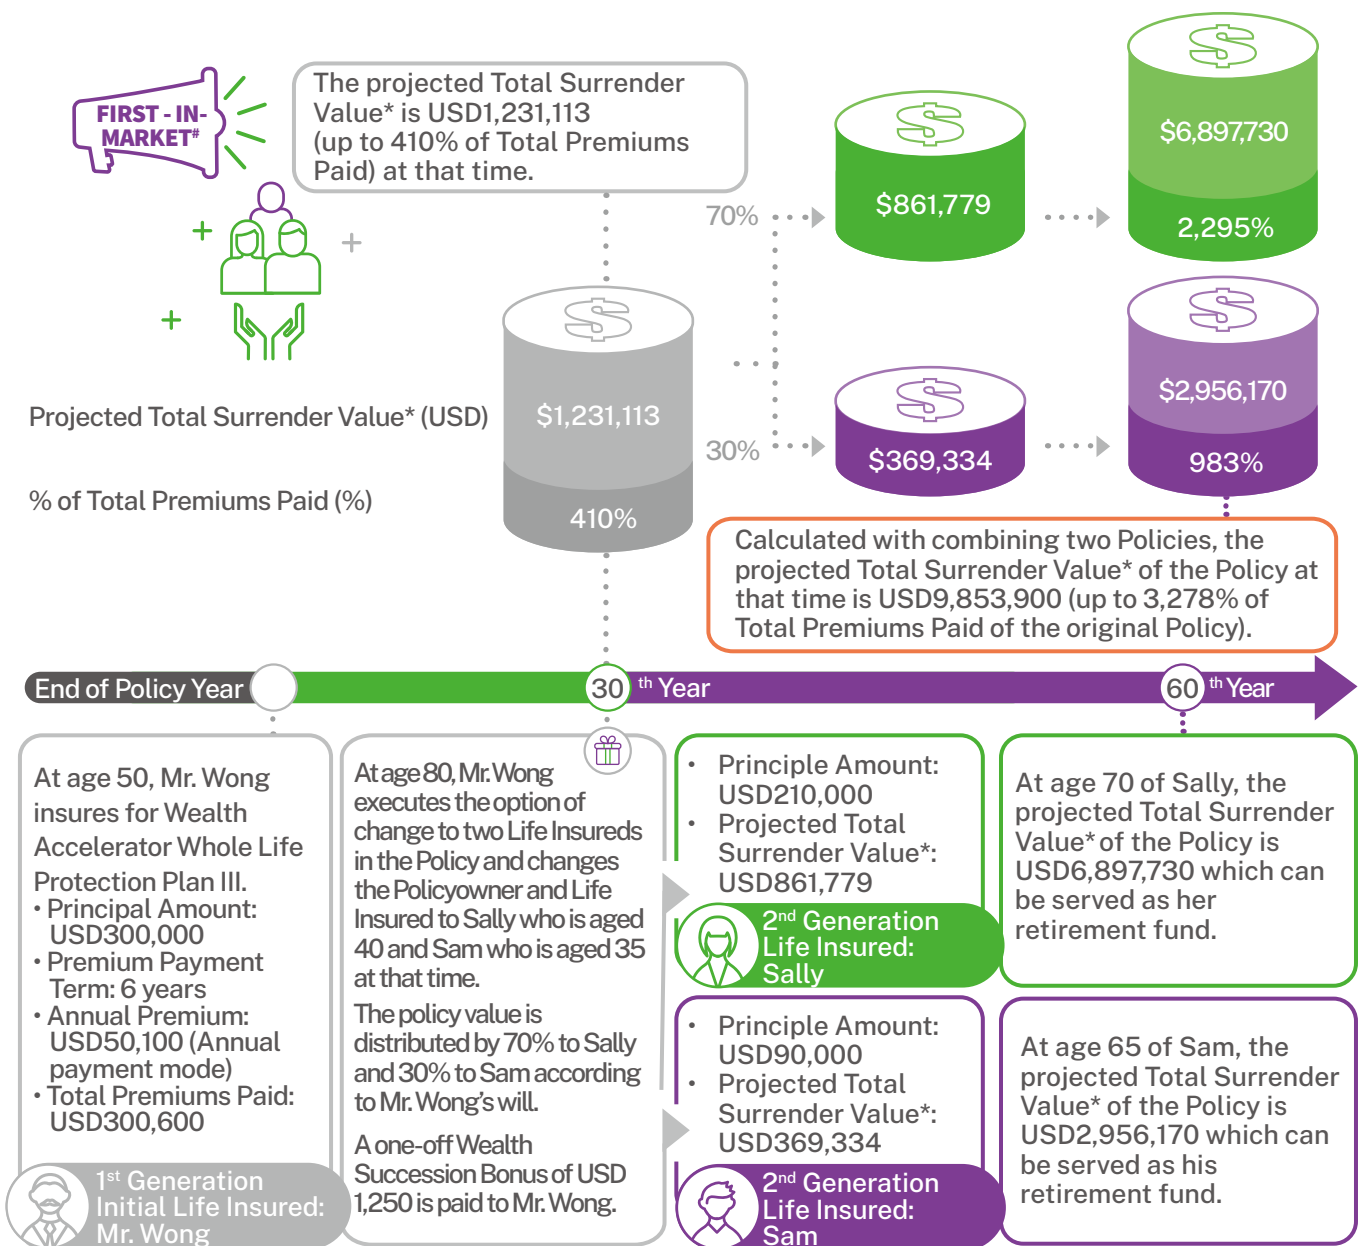 FIRST - IN-
MARKET#
The projected Total Surrender
Value* is USD1,231,113
(up to 410% of Total Premiums
Paid) at that time.
$6,897,730
2,295%
$861,779
70%
Projected Total Surrender Value* (USD)
$1,231,113
% of Total Premiums Paid (%)
410%
30%
$369,334
$2,956,170
983%
Calculated with combining two Policies, the
projected Total Surrender Value* of the Policy at
that time is USD9,853,900 (up to 3,278% of
Total Premiums Paid of the original Policy).
End of Policy Year
30 th Year
60 th Year
At age 50, Mr. Wong
insures for Wealth
Accelerator Whole Life
Protection Plan III.
• Principal Amount:
USD300,000
• Premium Payment
Term: 6 years
• Annual Premium:
USD50,100 (Annual
payment mode)
• Total Premiums Paid:
USD300,600
1st Generation
Initial Life Insured:
Mr. Wong
At age 80, Mr. Wong
executes the option of
change to two Life Insureds
in the Policy and changes
the Policyowner and Life
Insured to Sally who is aged
40 and Sam who is aged 35
at that time.
The policy value is
distributed by 70% to Sally
and 30% to Sam according
to Mr. Wong's will.
A one-off Wealth
Succession Bonus of USD
1,250 is paid to Mr. Wong.
• Principle Amount:
USD210,000
• Projected Total
Surrender Value*:
USD861,779
2nd Generation
Life Insured:
Sally
At age 70 of Sally, the
projected Total Surrender
Value* of the Policy is
USD6,897,730 which can
be served as her
retirement fund.
• Principle Amount:
USD90,000
• Projected Total
Surrender Value*:
USD369,334
2nd Generation
Life Insured:
Sam
At age 65 of Sam, the
projected Total Surrender
Value* of the Policy is
USD2,956,170 which can
be served as his
retirement fund.